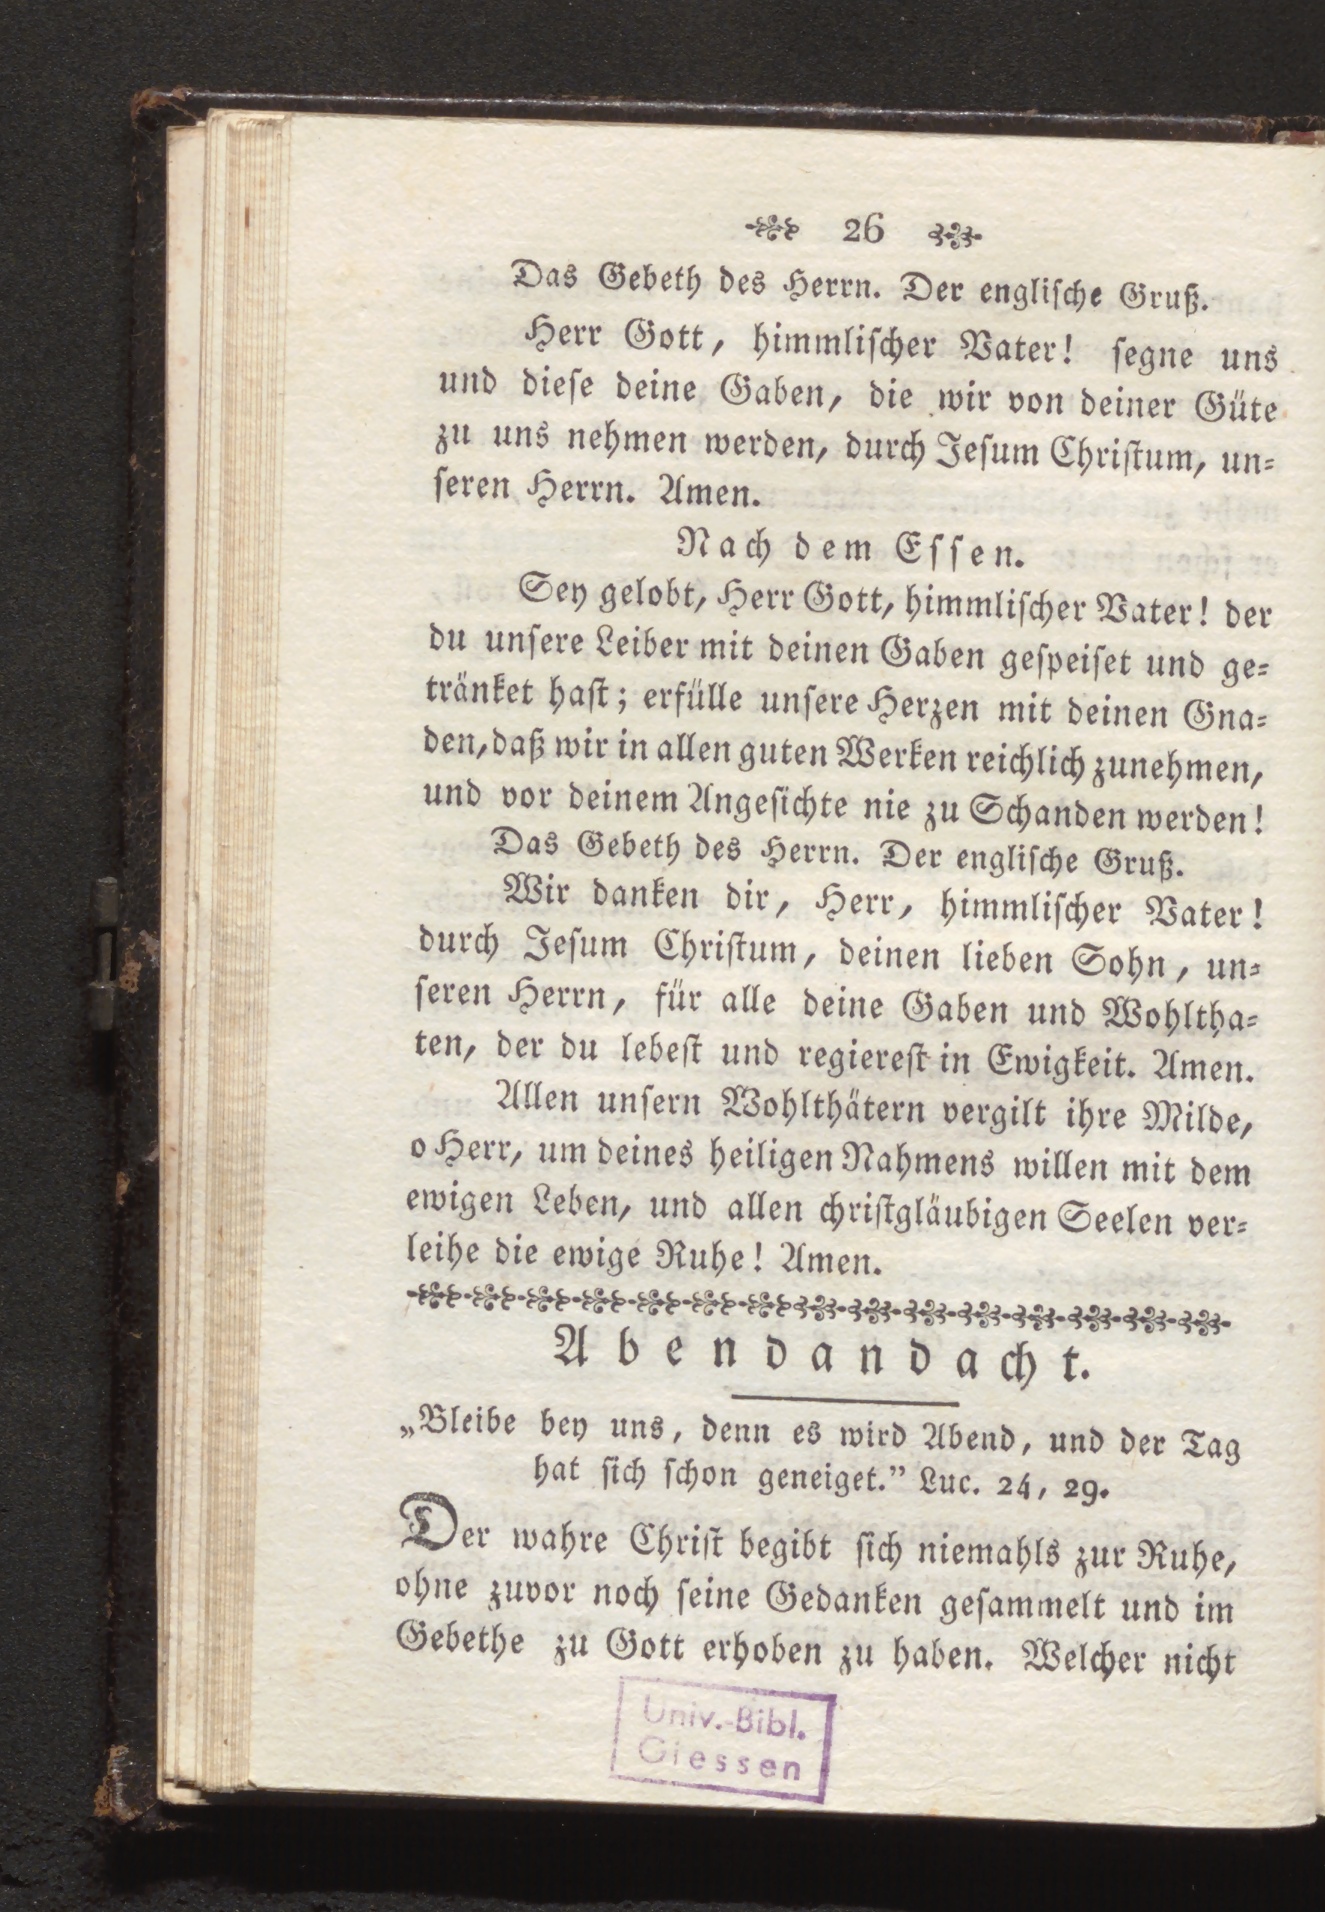 26
Das Gebeth des Herrn. Der engliſche Gruß.
Herr Gott, himmliſcher Vater! ſegne uns
und dieſe deine Gaben, die wir von deiner Güte
zu uns nehmen werden, durch Jeſum Chriſtum, un⸗
ſeren Herrn. Amen.
Nach dem Eſſen.
Sey gelobt, Herr Gott, himmliſcher Vater! der
du unſere Leiber mit deinen Gaben geſpeiſet und ge⸗
tränket haſt; erfülle unſere Herzen mit deinen Gna⸗
den, daß wir in allen guten Werken reichlich zunehmen,
und vor deinem Angeſichte nie zu Schanden werden!
Das Gebeth des Herrn. Der engliſche Gruß.
Wir danken dir, Herr, himmliſcher Vater!
durch Jeſum Chriſtum, deinen lieben Sohn, un⸗
ſeren Herrn, für alle deine Gaben und Wohltha⸗
ten, der du lebeſt und regiereſt in Ewigkeit. Amen.
Allen unſern Wohlthätern vergilt ihre Milde,
o Herr, um deines heiligen Nahmens willen mit dem
ewigen Leben, und allen chriſtgläubigen Seelen ver⸗
leihe die ewige Ruhe! Amen.
Abendandacht.
„Bleibe bey uns, denn es wird Abend, und der Tag
hat ſich ſchon geneiget.” Luc. 24, 29.
Der wahre Chriſt begibt ſich niemahls zur Ruhe,
ohne zuvor noch ſeine Gedanken geſammelt und im
Gebethe zu Gott erhoben zu haben. Welcher nicht
Univ.-Bibl.
Giessen